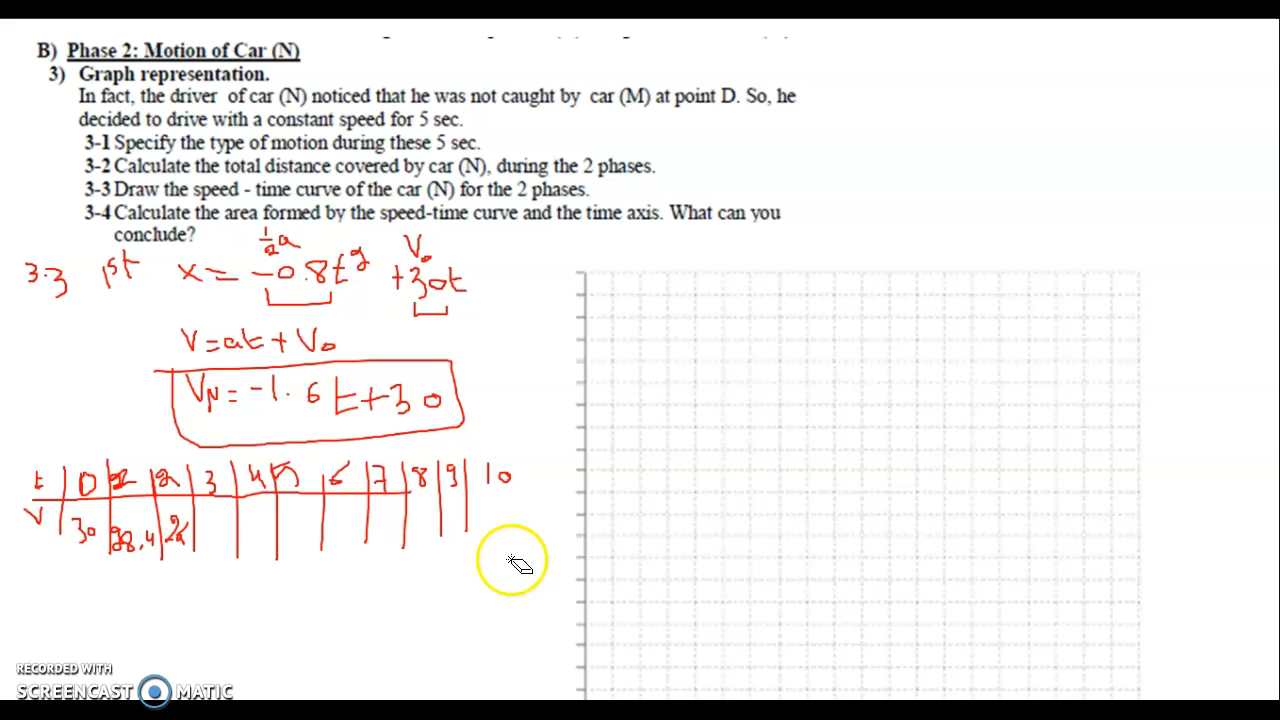 B) Phase 2: Motion of Car (N)
3) Graph representation.
In fact, the driver of car (N) noticed that he was not caught by car (M) at point D. So, he
decided to drive with a constant speed for 5 sec.
3-1 Specify the type of motion during these 5 sec.
3-2 Calculate the total distance covered by car (N), during the 2 phases.
3-3 Draw the speed - time curve of the car (N) for the 2 phases.
3-4 Calculate the area formed by the speed-time curve and the time axis. What can you
conclude?
½a V₀
3.3 1st x = -0.8t² +30t
V = at + V₀
VN = -1.6t+30
t 0 2 3 4 5 6 7 8 9 10
V 30 28.4
RECORDED WITH
SCREENCAST MATIC